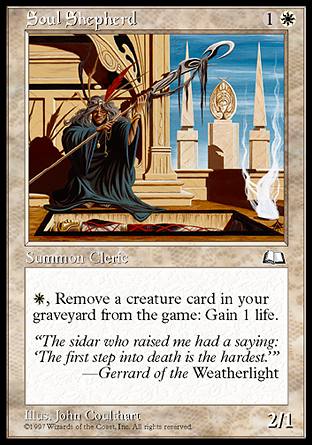 Soul Shepherd 1
Summon Cleric
, Remove a creature card in your
graveyard from the game: Gain 1 life.
“The sidar who raised me had a saying:
‘The first step into death is the hardest.’”
—Gerrard of the Weatherlight
Illus. John Coulthart
©1997 Wizards of the Coast, Inc. All rights reserved.
2/1